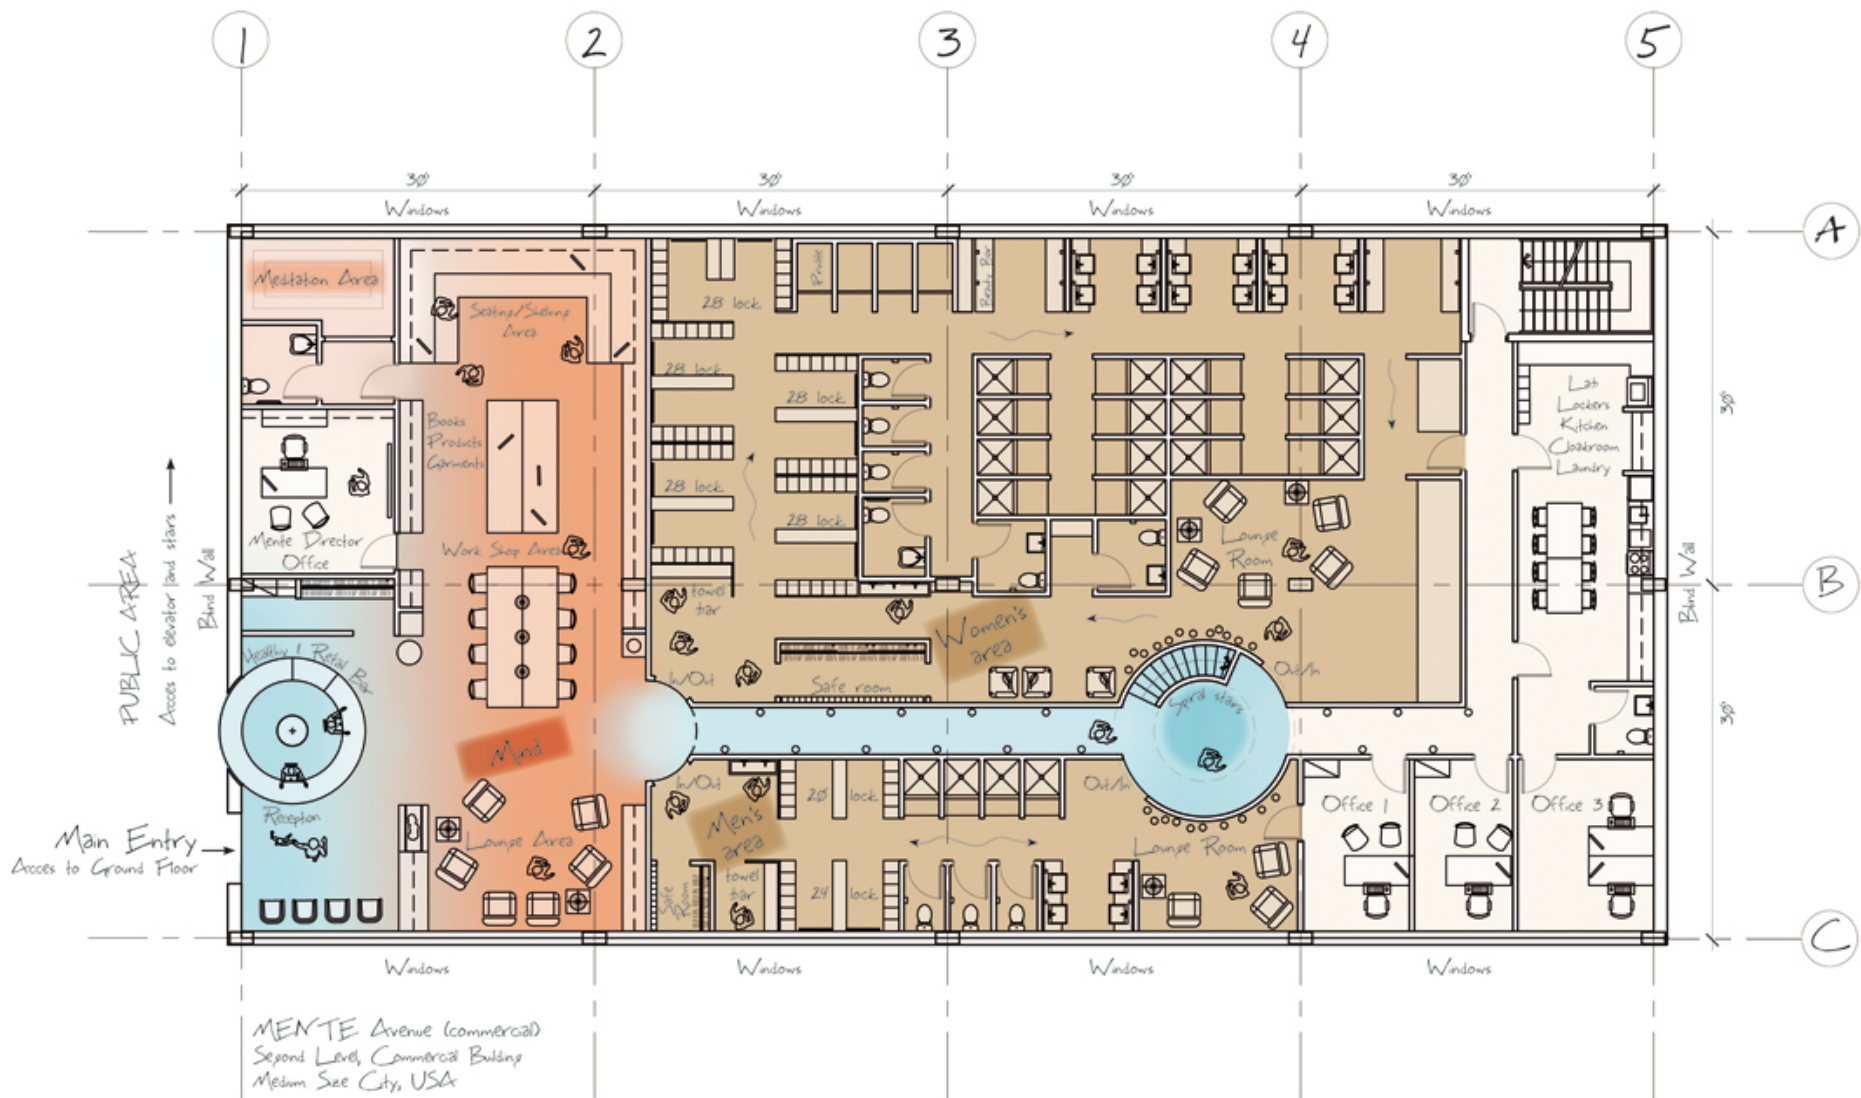 1 2 3 4 5
30' 30' 30' 30'
Windows Windows Windows Windows
A
Meditation Area
Seating/Shelving
Area
28 lock
Private
Beauty Bar
28 lock
28 lock
28 lock
28 lock
Books
Products
Garments
Lab
Lockers
Kitchen
Cloakroom
Laundry
30'
Mente Director
Office
Work Shop Area
Lounge
Room
PUBLIC AREA
Acces to elevator and stars
Blind Wall
Blind Wall
B
towel
bar
Women's
area
Healthy / Retail Bar
In/Out
Safe room
Out/In
Spiral stairs
30'
Mind
In/Out
Men's
area
20 lock
Out/In
Office 1 Office 2 Office 3
Reception
Main Entry
Acces to Ground Floor
Lounge Area
Lounge Room
Safe
Room
towel
bar
24 lock
C
Windows Windows Windows Windows
MENTE Avenue (commercial)
Second Level, Commercial Building
Medium Size City, USA